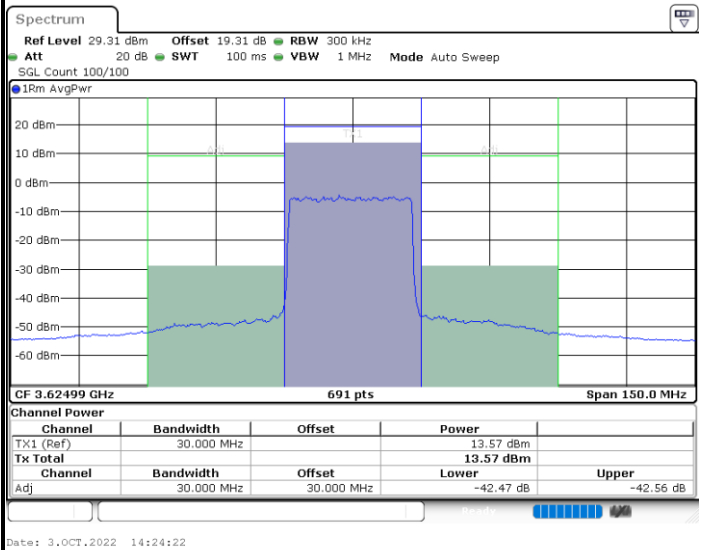 Spectrum
Ref Level 29.31 dBm Offset 19.31 dB RBW 300 kHz
Att 20 dB SWT 100 ms VBW 1 MHz Mode Auto Sweep
SGL Count 100/100
1Rm AvgPwr
20 dBm
TX1
10 dBm
Adj
Adj
0 dBm
-10 dBm
-20 dBm
-30 dBm
-40 dBm
-50 dBm
-60 dBm
CF 3.62499 GHz 691 pts Span 150.0 MHz
Channel Power
Channel Bandwidth Offset Power
TX1 (Ref) 30.000 MHz 13.57 dBm
Tx Total 13.57 dBm
Channel Bandwidth Offset Lower Upper
Adj 30.000 MHz 30.000 MHz -42.47 dB -42.56 dB
Ready
Date: 3.OCT.2022 14:24:22